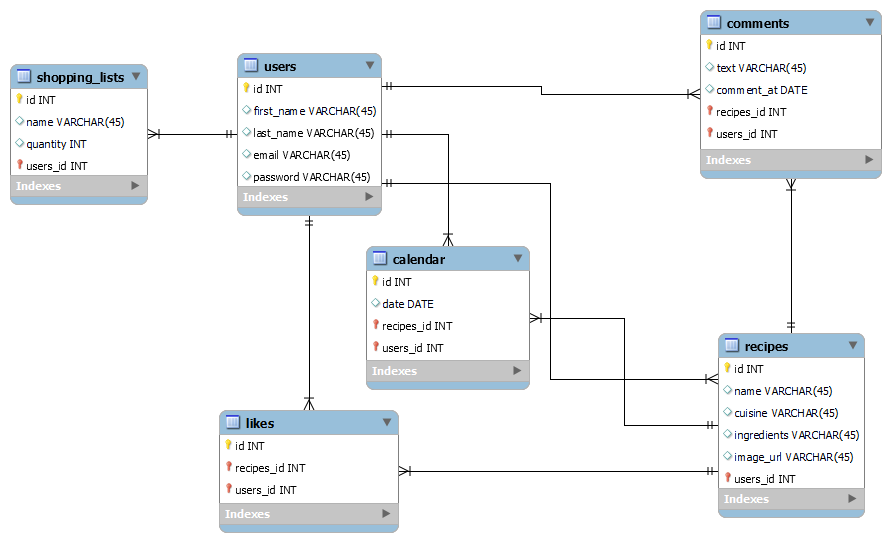 shopping_lists
id INT
name VARCHAR(45)
quantity INT
users_id INT
Indexes
users
id INT
first_name VARCHAR(45)
last_name VARCHAR(45)
email VARCHAR(45)
password VARCHAR(45)
Indexes
comments
id INT
text VARCHAR(45)
comment_at DATE
recipes_id INT
users_id INT
Indexes
calendar
id INT
date DATE
recipes_id INT
users_id INT
Indexes
recipes
id INT
name VARCHAR(45)
cuisine VARCHAR(45)
ingredients VARCHAR(45)
image_url VARCHAR(45)
users_id INT
Indexes
likes
id INT
recipes_id INT
users_id INT
Indexes